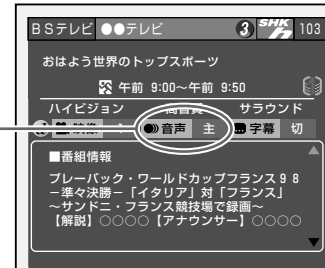 BSテレビ ●●テレビ 3 SHK 103
おはよう世界のトップスポーツ
午前 9:00～午前 9:50
ハイビジョン 高音質 サラウンド
音声 主 字幕 切
■番組情報
プレーバック・ワールドカップフランス98
－準々決勝－「イタリア」対「フランス」
～サンドニ・フランス競技場で録画～
【解説】○○○○【アナウンサー】○○○○